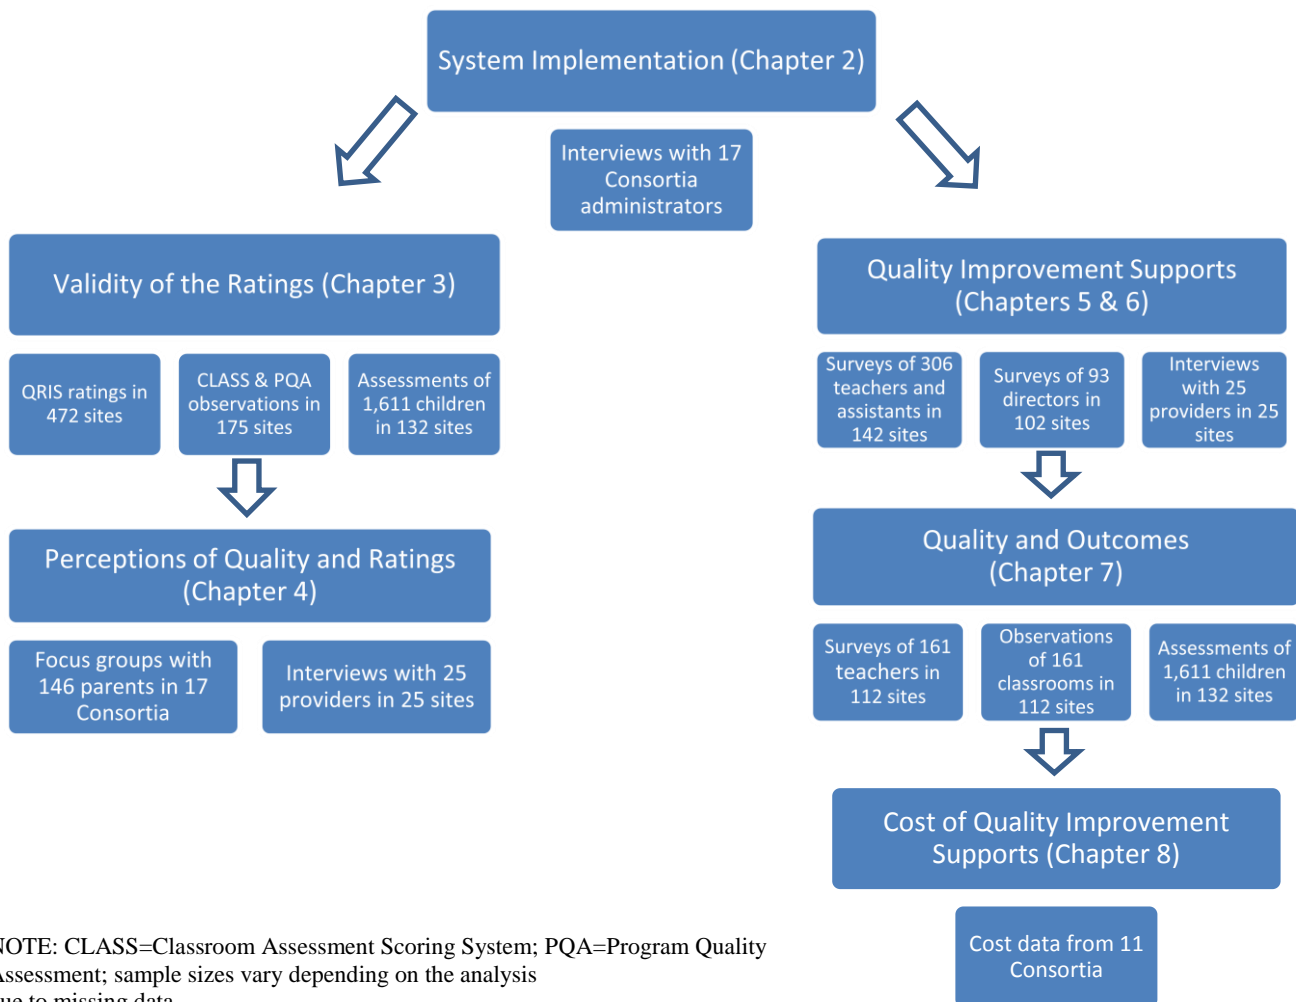 System Implementation (Chapter 2)
Interviews with 17
Consortia
administrators
Validity of the Ratings (Chapter 3)
QRIS ratings in
472 sites
CLASS & PQA
observations in
175 sites
Assessments of
1,611 children
in 132 sites
Perceptions of Quality and Ratings
(Chapter 4)
Focus groups with
146 parents in 17
Consortia
Interviews with 25
providers in 25 sites
Quality Improvement Supports
(Chapters 5 & 6)
Surveys of 306
teachers and
assistants in
142 sites
Surveys of 93
directors in
102 sites
Interviews
with 25
providers in 25
sites
Quality and Outcomes
(Chapter 7)
Surveys of 161
teachers in
112 sites
Observations
of 161
classrooms in
112 sites
Assessments of
1,611 children
in 132 sites
Cost of Quality Improvement
Supports (Chapter 8)
Cost data from 11
Consortia
NOTE: CLASS=Classroom Assessment Scoring System; PQA=Program Quality
Assessment; sample sizes vary depending on the analysis
due to missing data